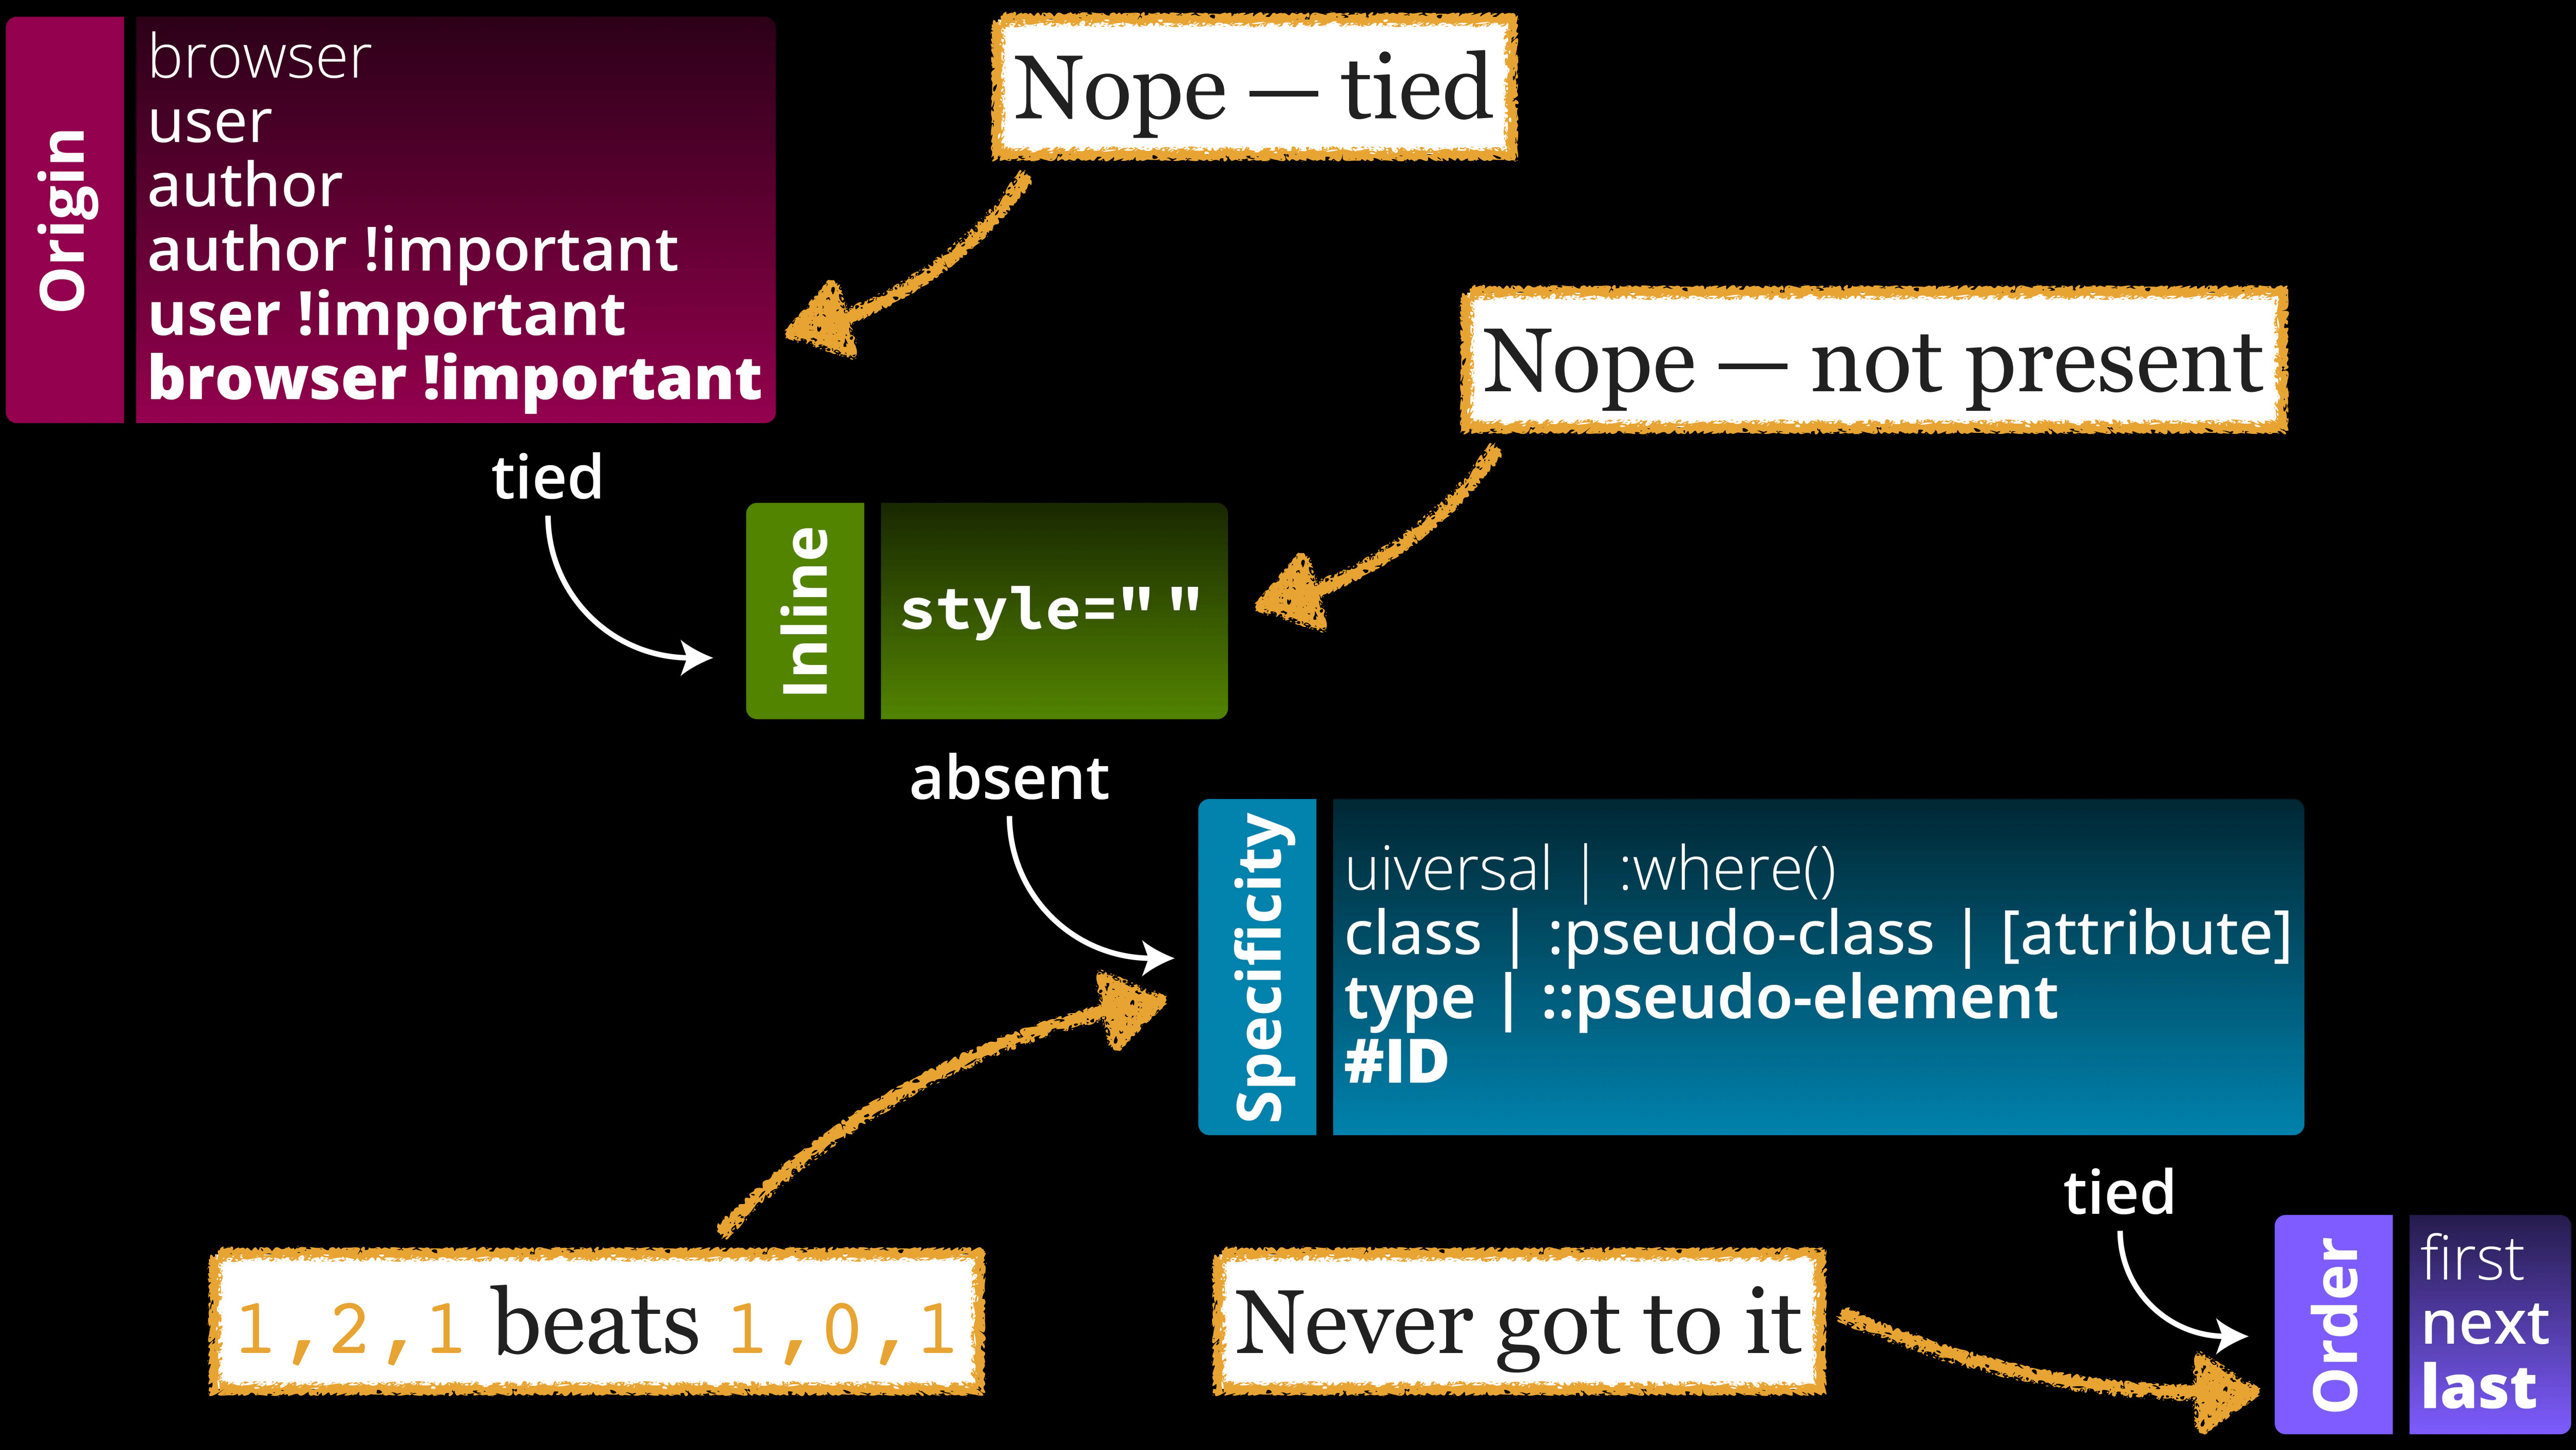 Origin
browser
user
author
author !important
user !important
browser !important
Nope — tied
Nope — not present
tied
Inline
style=""
absent
Specificity
uiversal | :where()
class | :pseudo-class | [attribute]
type | ::pseudo-element
#ID
1,2,1 beats 1,0,1
Never got to it
tied
Order
first
next
last